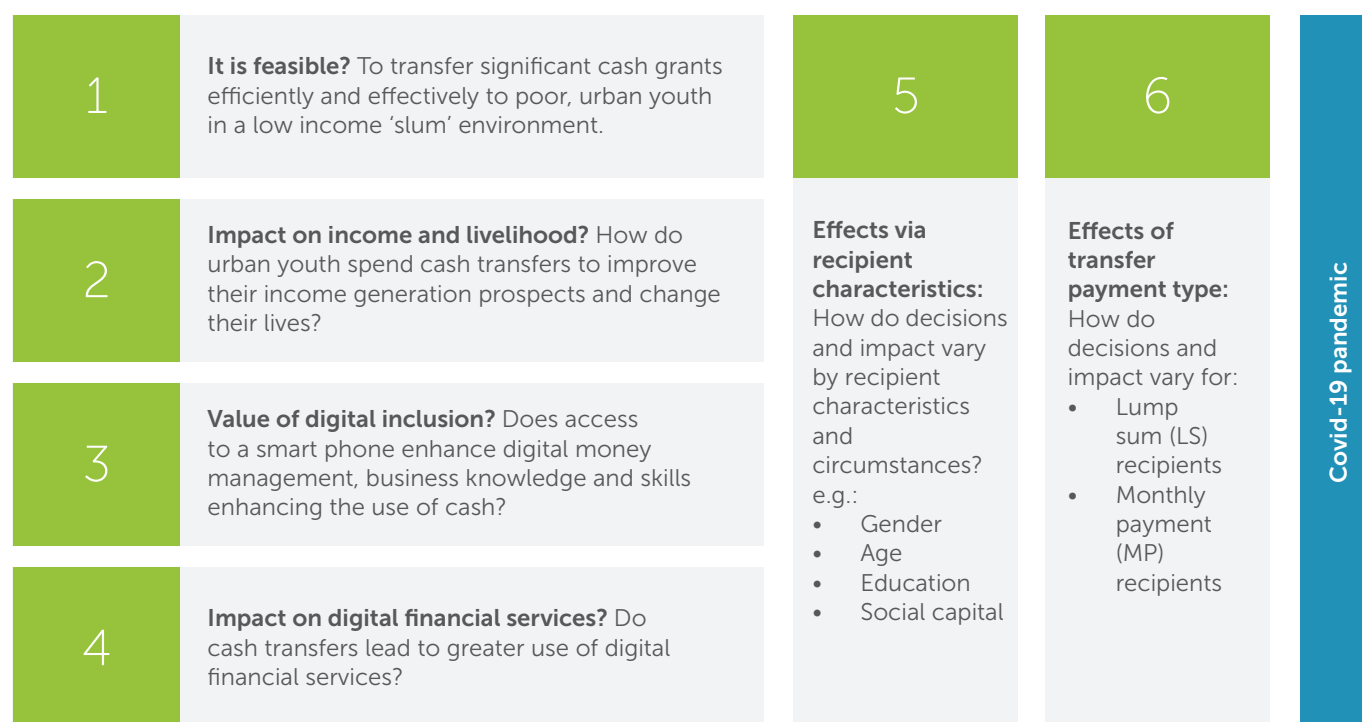 1
It is feasible? To transfer significant cash grants
efficiently and effectively to poor, urban youth
in a low income ‘slum’ environment.
2
Impact on income and livelihood? How do
urban youth spend cash transfers to improve
their income generation prospects and change
their lives?
3
Value of digital inclusion? Does access
to a smart phone enhance digital money
management, business knowledge and skills
enhancing the use of cash?
4
Impact on digital financial services? Do
cash transfers lead to greater use of digital
financial services?
5
Effects via
recipient
characteristics:
How do decisions
and impact vary
by recipient
characteristics
and
circumstances?
e.g.:
• Gender
• Age
• Education
• Social capital
6
Effects of
transfer
payment type:
How do
decisions and
impact vary for:
• Lump
sum (LS)
recipients
• Monthly
payment
(MP)
recipients
Covid-19 pandemic